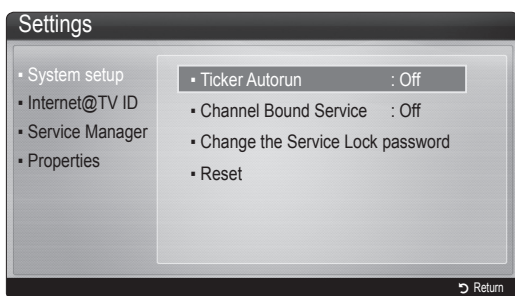 Settings
▪ System setup
▪ Internet@TV ID
▪ Service Manager
▪ Properties
▪ Ticker Autorun : Off
▪ Channel Bound Service : Off
▪ Change the Service Lock password
▪ Reset
Return